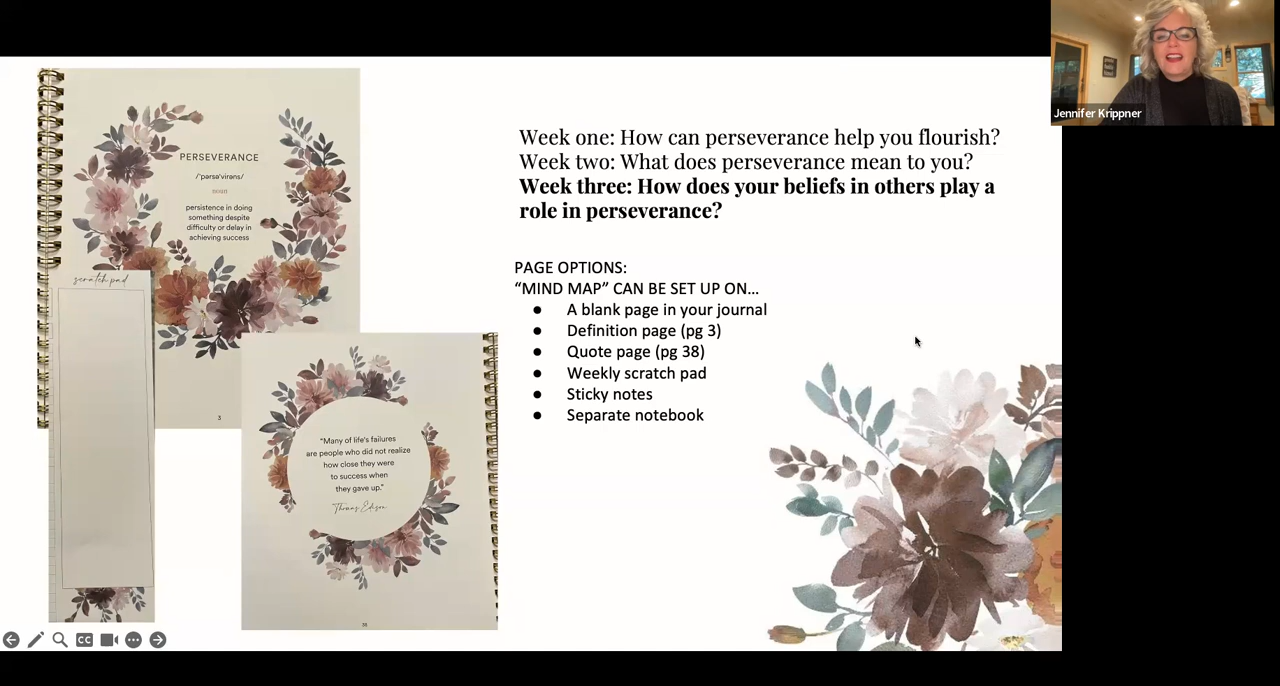 PERSEVERANCE
/ˈpərsəˈvirəns/
noun
persistence in doing
something despite
difficulty or delay in
achieving success
3
scratch pad
"Many of life's failures
are people who did not realize
how close they were
to success when
they gave up."
Thomas Edison
38
Week one: How can perseverance help you flourish?
Week two: What does perseverance mean to you?
Week three: How does your beliefs in others play a
role in perseverance?
PAGE OPTIONS:
“MIND MAP” CAN BE SET UP ON...
● A blank page in your journal
● Definition page (pg 3)
● Quote page (pg 38)
● Weekly scratch pad
● Sticky notes
● Separate notebook
CC
Jennifer Krippner